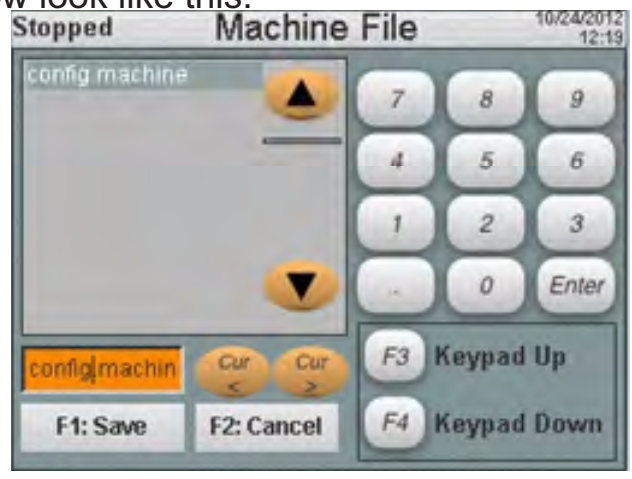 w look like this:
Stopped Machine File 10/24/2012
12:19
config machine
7 8 9
4 5 6
1 2 3
. 0 Enter
config machin Cur < Cur >
F3 Keypad Up
F1: Save F2: Cancel
F4 Keypad Down